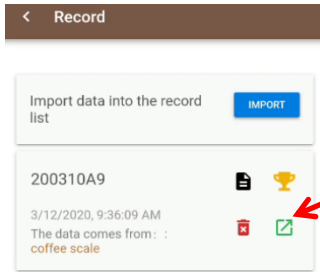 Record
Import data into the record
IMPORT
list
200310A9
3/12/2020, 9:36:09 AM
The data comes from: :
coffee scale